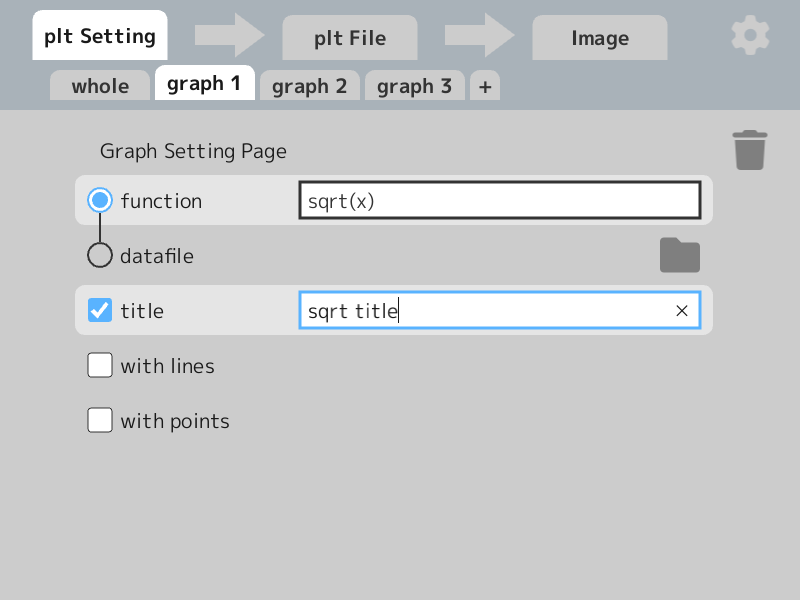 plt Setting plt File Image
whole graph 1 graph 2 graph 3 +
Graph Setting Page
function sqrt(x)
datafile
title sqrt title ×
with lines
with points